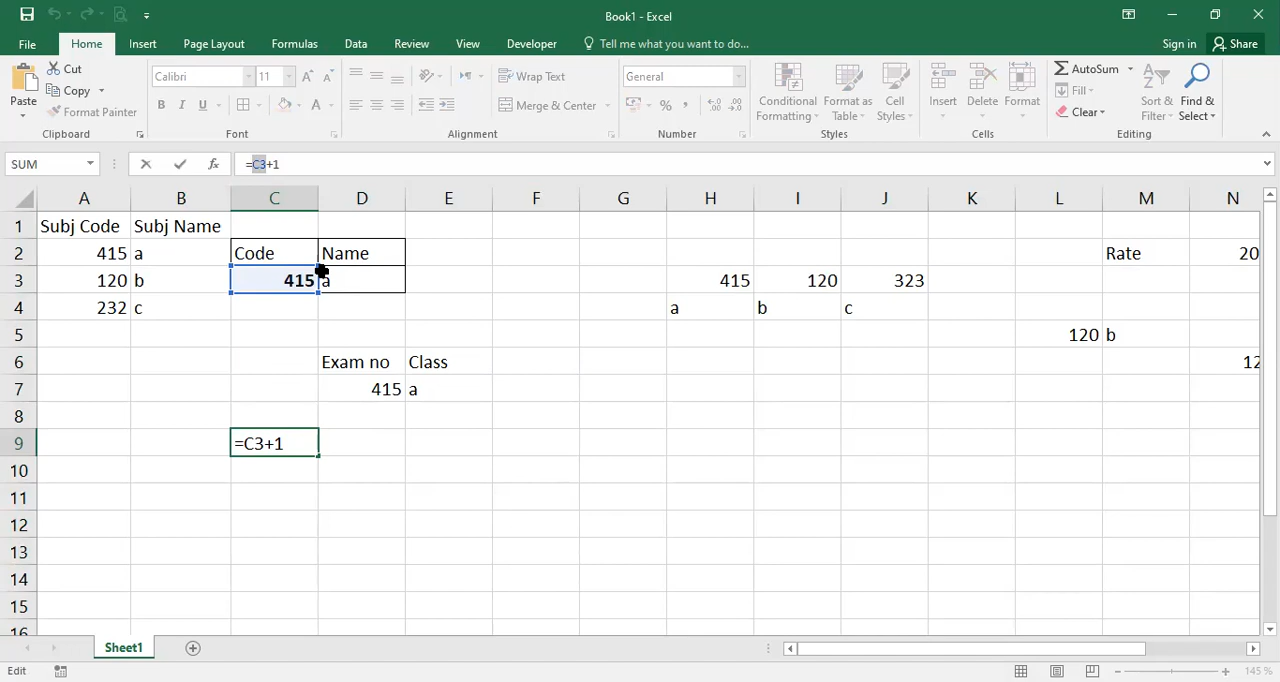 Book1 - Excel
File Home Insert Page Layout Formulas Data Review View Developer Tell me what you want to do... Sign in Share
Paste Cut Copy Format Painter Clipboard
Calibri 11 B I U A Font
Wrap Text Merge & Center Alignment
General % , Number
Conditional Formatting Format as Table Cell Styles Styles
Insert Delete Format Cells
AutoSum Fill Clear Sort & Filter Find & Select Editing
SUM fx =C3+1
A B C D E F G H I J K L M N
1 Subj Code Subj Name
2 415 a Code Name Rate 20
3 120 b 415 a 415 120 323
4 232 c a b c
5 120 b
6 Exam no Class 12
7 415 a
8
9 =C3+1
10
11
12
13
14
15
16
Sheet1
Edit 145 %